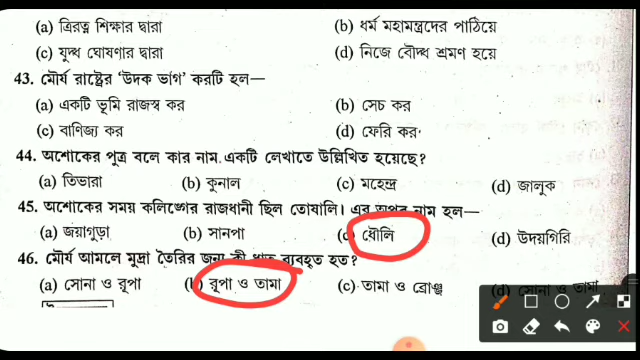 (a) ত্রিরত্ন শিক্ষার দ্বারা (b) ধর্ম মহামন্ত্রদের পাঠিয়ে
(c) যুদ্ধ ঘোষণার দ্বারা (d) নিজে বৌদ্ধ শ্রমণ হয়ে
43. মৌর্য রাষ্ট্রের 'উদক ভাগ' করটি হল—
(a) একটি ভূমি রাজস্ব কর (b) সেচ কর
(c) বাণিজ্য কর (d) ফেরি কর
44. অশোকের পুত্র বলে কার নাম একটি লেখাতে উল্লিখিত হয়েছে?
(a) তিভারা (b) কুনাল (c) মহেন্দ্র (d) জালুক
45. অশোকের সময় কলিঙ্গের রাজধানী ছিল তোষালি। এর অপর নাম হল—
(a) জয়াগুড়া (b) সানপা (c) ধৌলি (d) উদয়গিরি
46. মৌর্য আমলে মুদ্রা তৈরির জন্য কী ধাতু ব্যবহৃত হত?
(a) সোনা ও রূপা (b) রূপা ও তামা (c) তামা ও ব্রোঞ্জ (d) সোনা ও তামা